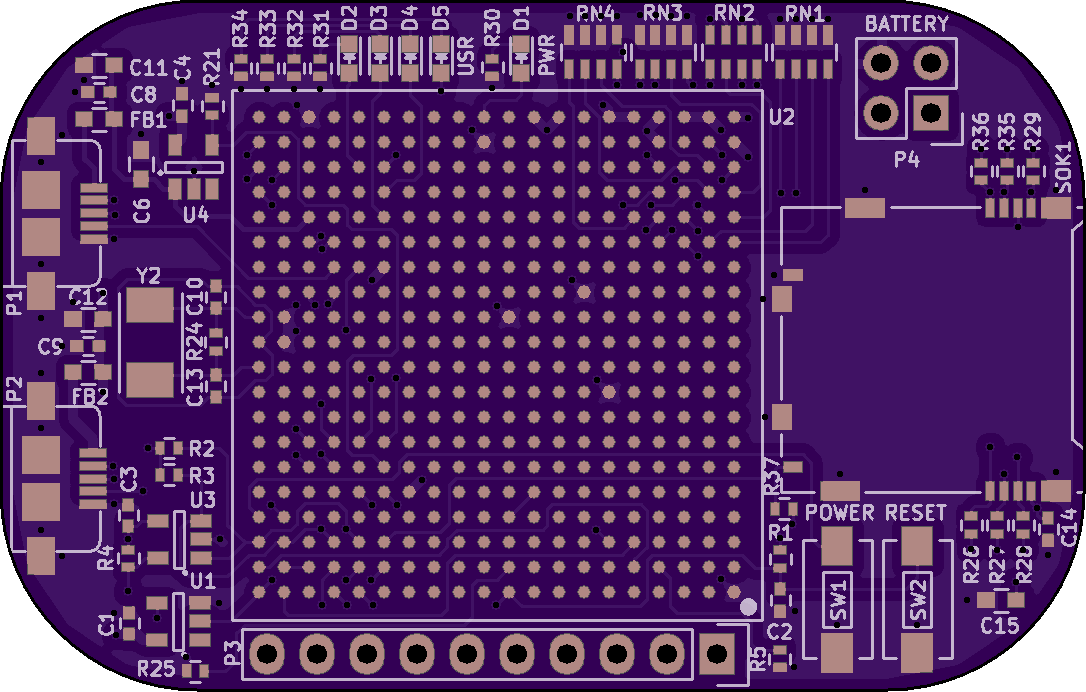 R34 R33 R32 R31 D2 D3 D4 D5 USR R30 D1 PWR RN4 RN3 RN2 RN1 BATTERY
C11 C4 R21
C8
FB1
U2
P4
R36 R35 R29
SOK1
C6 U4
P1
C12 Y2 C10
C9 R24
P2
FB2 C13
R2
R3
C3 U3
R37
POWER RESET
R4
R1
C14
U1
R26 R27 R28
SW1 SW2
C1
C2
C15
R25 P3
R5